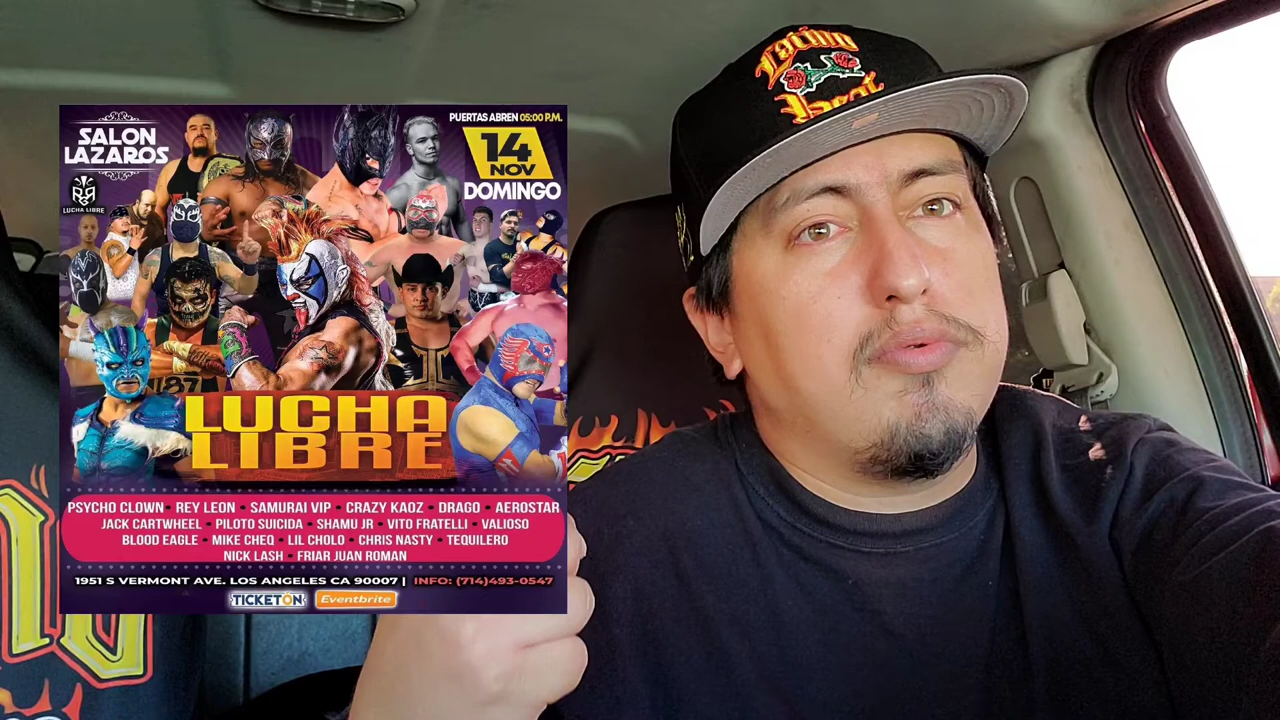 Latino
Heat
SALON
LAZAROS
LUCHA LIBRE
PUERTAS ABREN 05:00 P.M.
14
NOV
DOMINGO
LUCHA
LIBRE
PSYCHO CLOWN • REY LEON • SAMURAI VIP • CRAZY KAOZ • DRAGO • AEROSTAR
JACK CARTWHEEL • PILOTO SUICIDA • SHAMU JR • VITO FRATELLI • VALIOSO
BLOOD EAGLE • MIKE CHEQ • LIL CHOLO • CHRIS NASTY • TEQUILERO
NICK LASH • FRIAR JUAN ROMAN
1951 S VERMONT AVE. LOS ANGELES CA 90007 | INFO: (714)493-0547
TICKETON Eventbrite